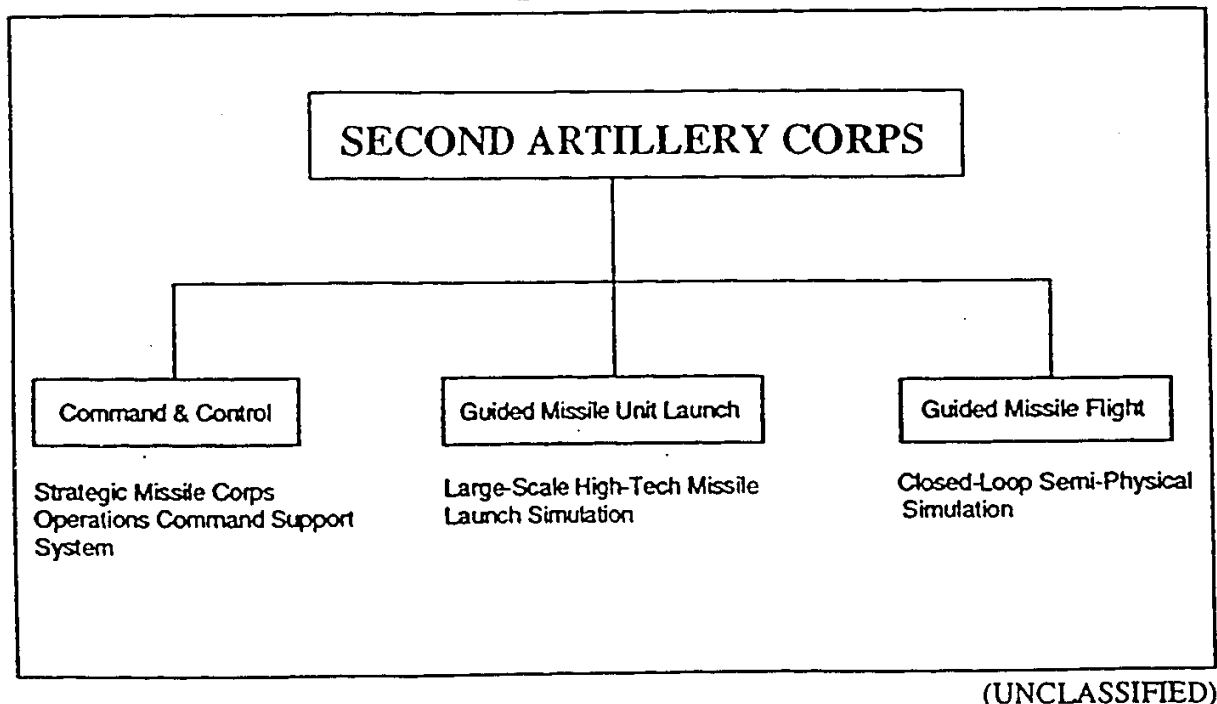 SECOND ARTILLERY CORPS
Command & Control
Strategic Missile Corps
Operations Command Support
System
Guided Missile Unit Launch
Large-Scale High-Tech Missile
Launch Simulation
Guided Missile Flight
Closed-Loop Semi-Physical
Simulation
(UNCLASSIFIED)